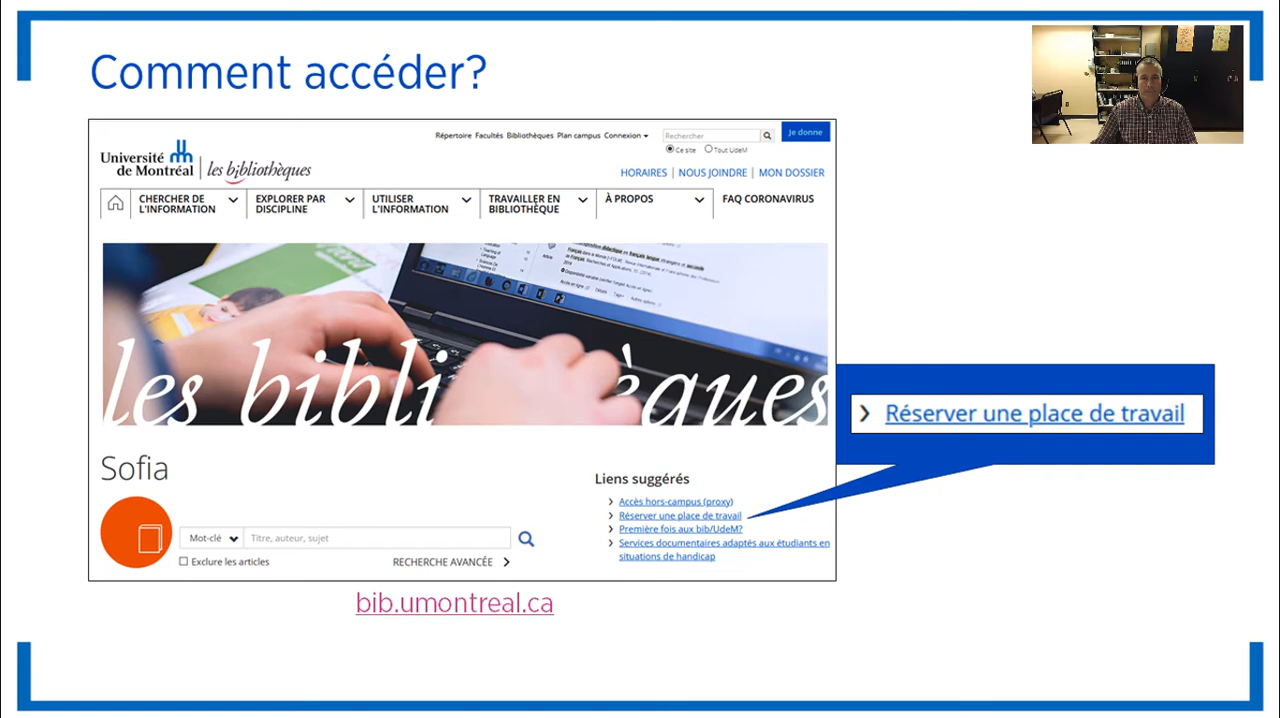 Comment accéder?
Répertoire Facultés Bibliothèques Plan campus Connexion
Rechercher
Je donne
Ce site Tout UdeM
Université
de Montréal
les bibliothèques
HORAIRES | NOUS JOINDRE | MON DOSSIER
CHERCHER DE
L'INFORMATION
EXPLORER PAR
DISCIPLINE
UTILISER
L'INFORMATION
TRAVAILLER EN
BIBLIOTHÈQUE
À PROPOS
FAQ CORONAVIRUS
les bibli èques
Réserver une place de travail
Sofia
Mot-clé
Titre, auteur, sujet
Exclure les articles
RECHERCHE AVANCÉE
Liens suggérés
Accès hors-campus (proxy)
Réserver une place de travail
Première fois aux bib/UdeM?
Services documentaires adaptés aux étudiants en
situations de handicap
bib.umontreal.ca